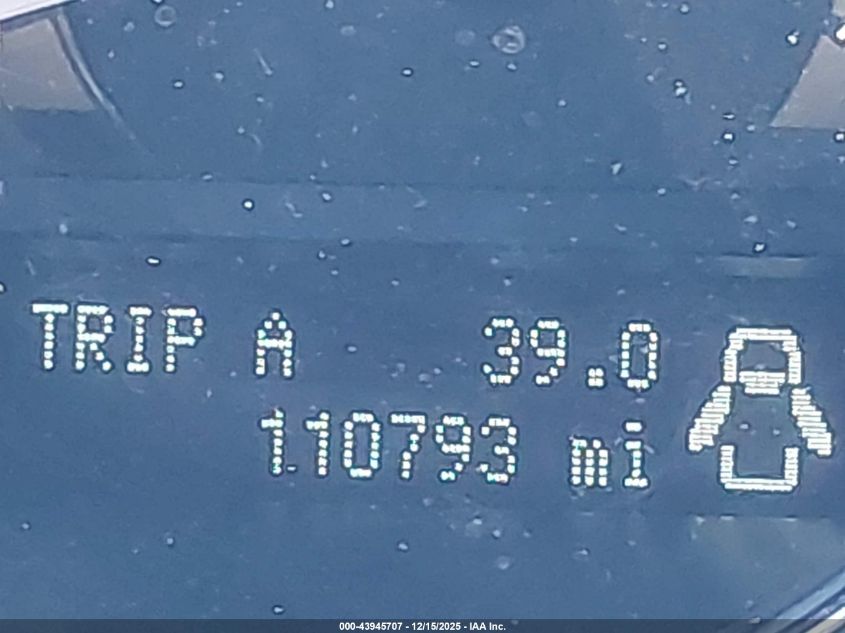 TRIP A 39.0
110793 mi
000-43945707 - 12/15/2025 - IAA Inc.